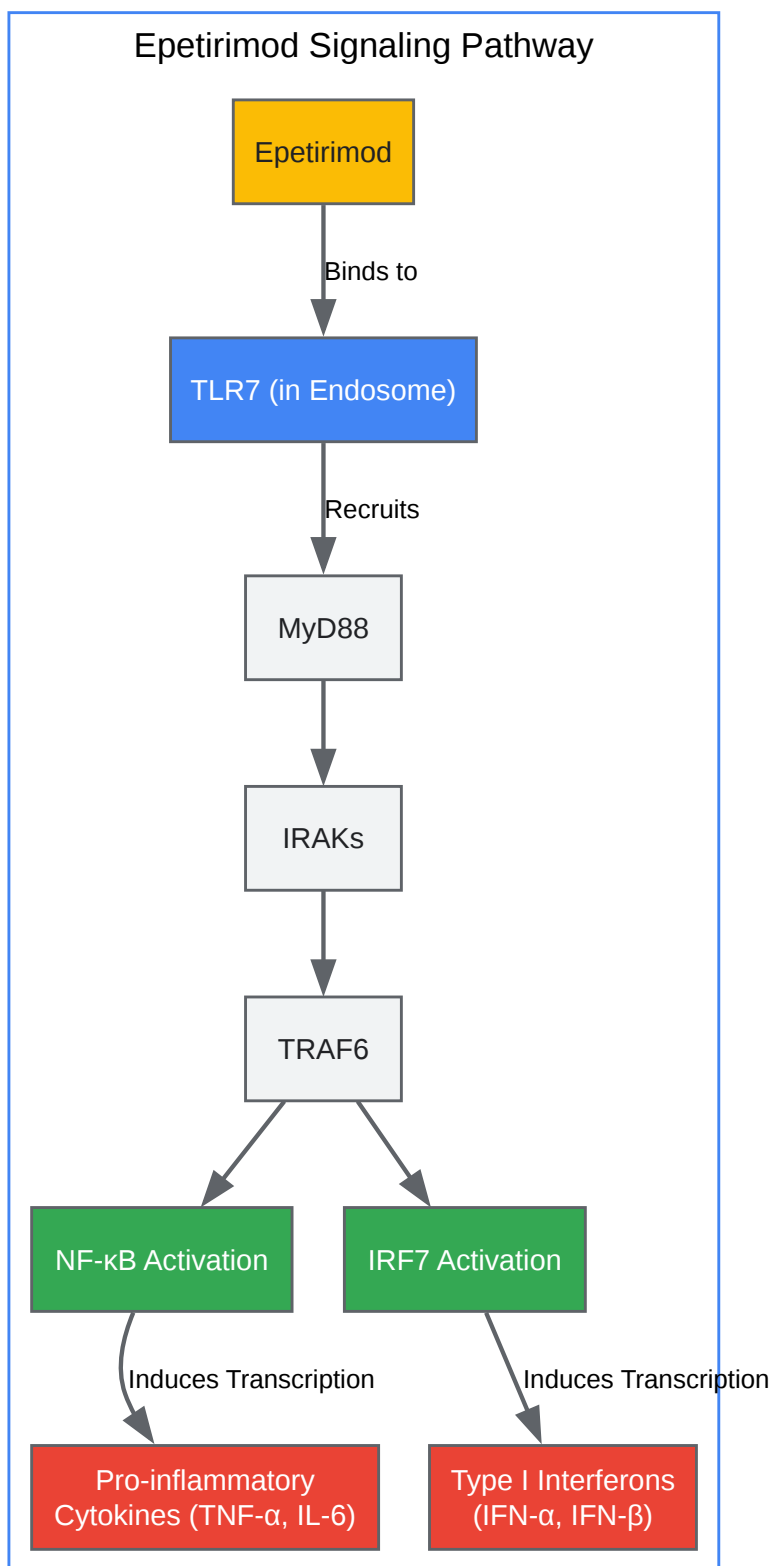 Epetirimod Signaling Pathway
Epetirimod
Binds to
TLR7 (in Endosome)
Recruits
MyD88
IRAKs
TRAF6
NF-κB Activation
IRF7 Activation
Induces Transcription
Induces Transcription
Pro-inflammatory
Cytokines (TNF-α, IL-6)
Type I Interferons
(IFN-α, IFN-β)